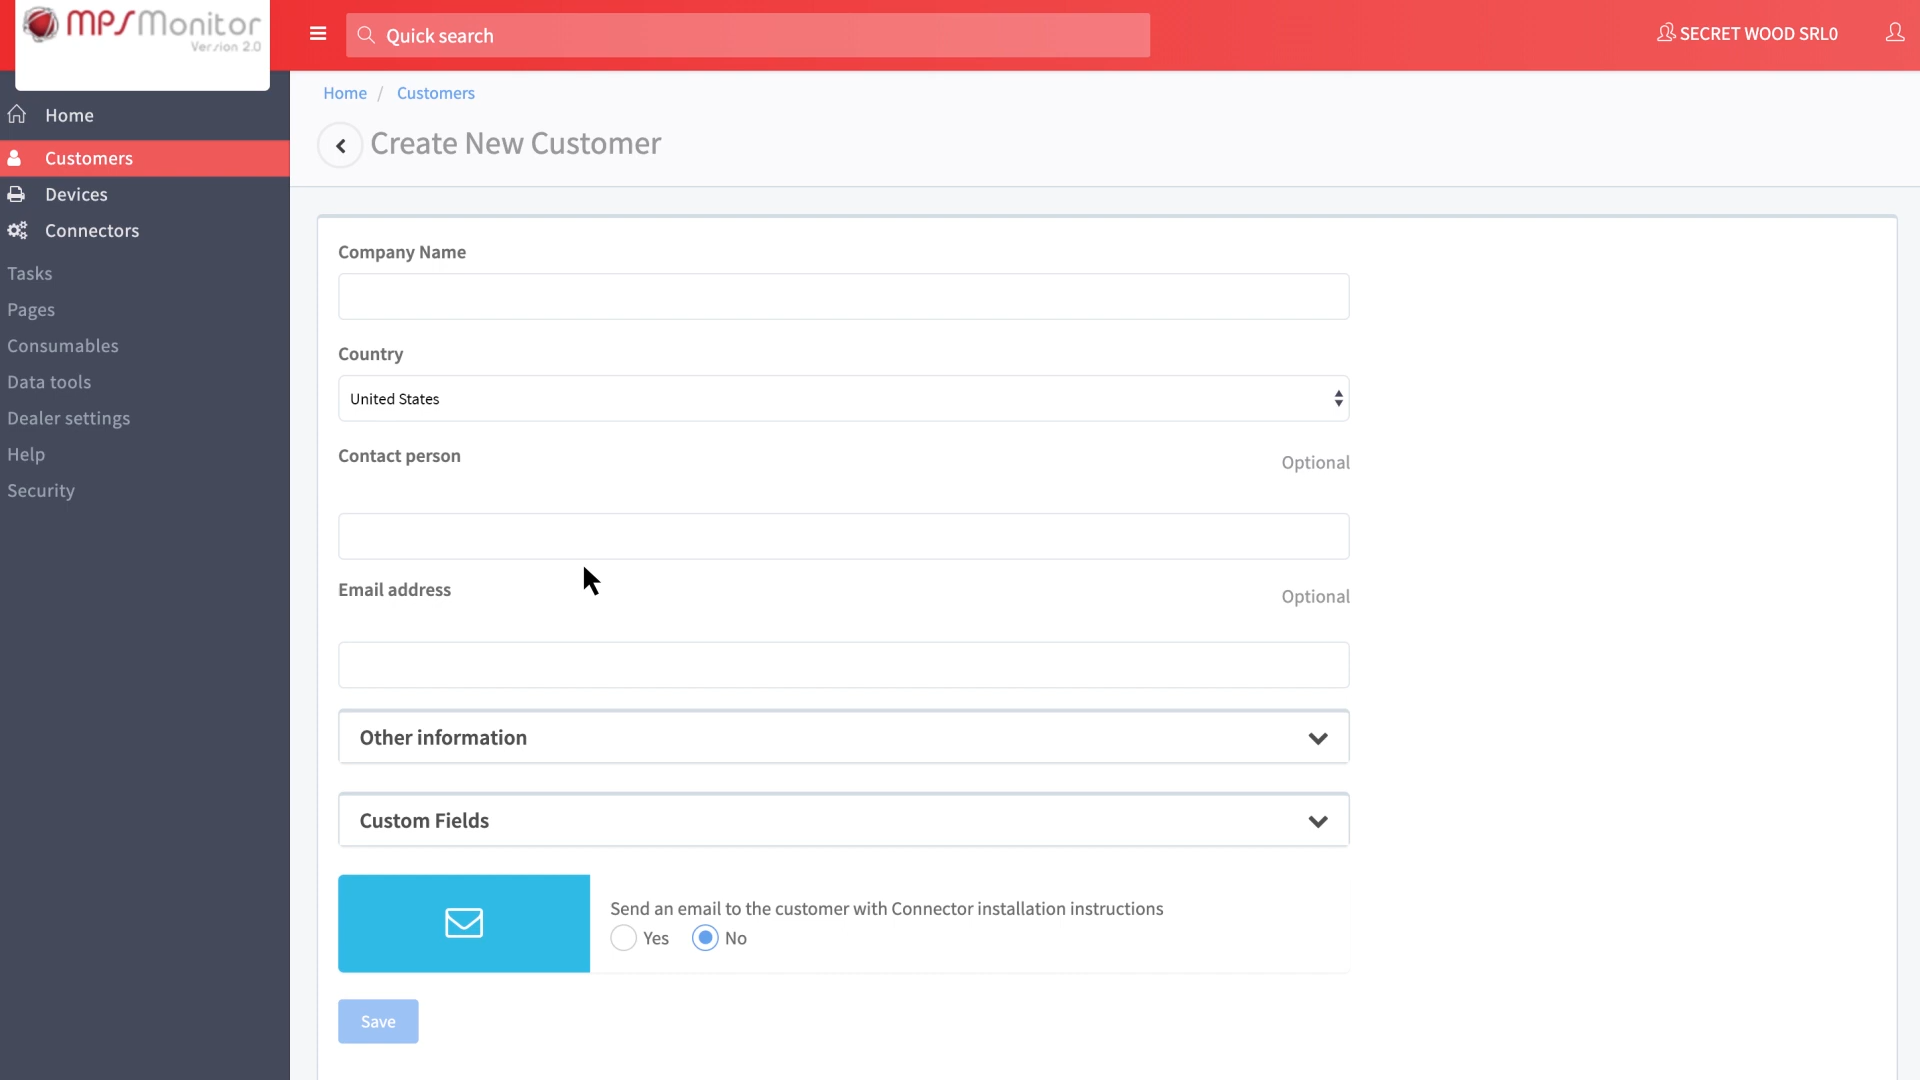 MPSMonitor
Version 2.0
Quick search
SECRET WOOD SRL0
Home
Customers
Devices
Connectors
Tasks
Pages
Consumables
Data tools
Dealer settings
Help
Security
Home / Customers
Create New Customer
Company Name
Country
United States
Contact person
Optional
Email address
Optional
Other information
Custom Fields
Send an email to the customer with Connector installation instructions
Yes No
Save